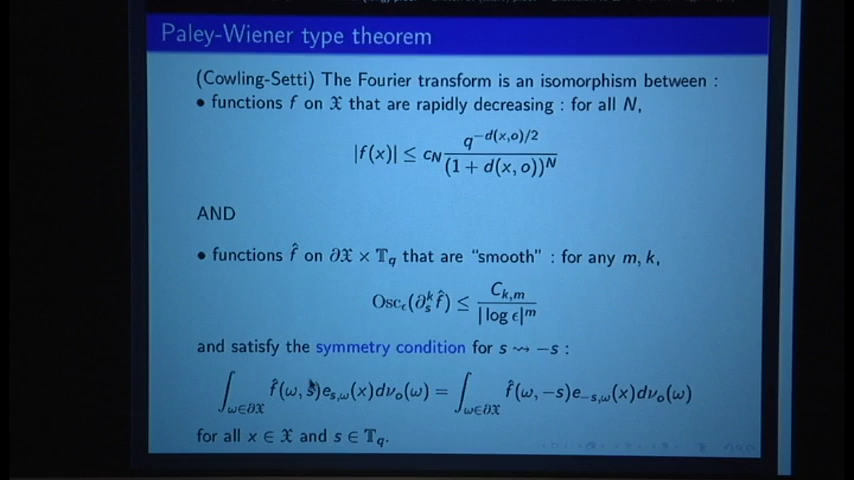 Paley-Wiener type theorem
(Cowling-Setti) The Fourier transform is an isomorphism between :
• functions f on 𝔛 that are rapidly decreasing : for all N,
|f(x)| ≤ c_N q^{-d(x,o)/2} / (1 + d(x,o))^N
AND
• functions f̂ on ∂𝔛 × 𝕋_q that are “smooth” : for any m, k,
Osc_ϵ(∂_s^k f̂) ≤ C_{k,m} / |log ϵ|^m
and satisfy the symmetry condition for s ⇝ −s :
∫_{ω∈∂𝔛} f̂(ω, s)e_{s,ω}(x)dν_o(ω) = ∫_{ω∈∂𝔛} f̂(ω, −s)e_{−s,ω}(x)dν_o(ω)
for all x ∈ 𝔛 and s ∈ 𝕋_q.